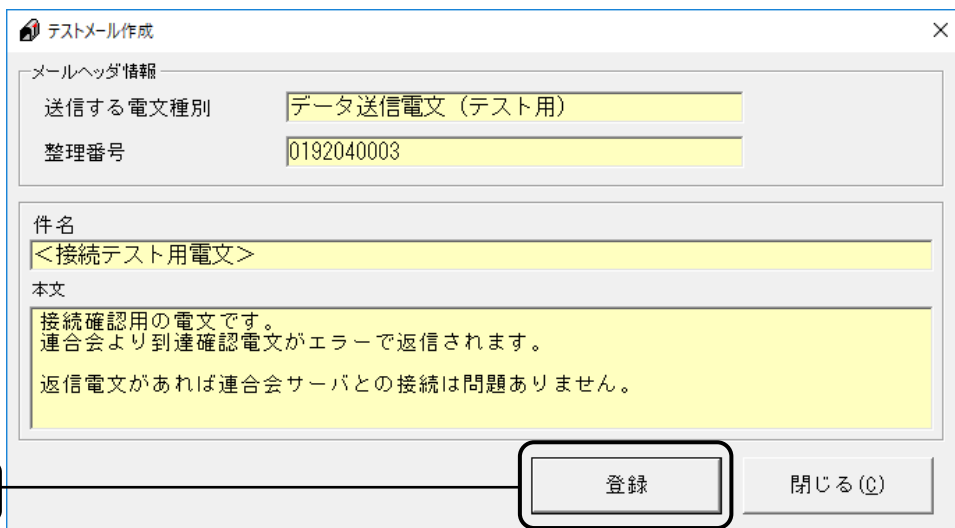 テストメール作成
メールヘッダ情報
送信する電文種別
データ送信電文（テスト用）
整理番号
0192040003
件名
＜接続テスト用電文＞
本文
接続確認用の電文です。
連合会より到達確認電文がエラーで返信されます。
返信電文があれば連合会サーバとの接続は問題ありません。
登録
閉じる(C)